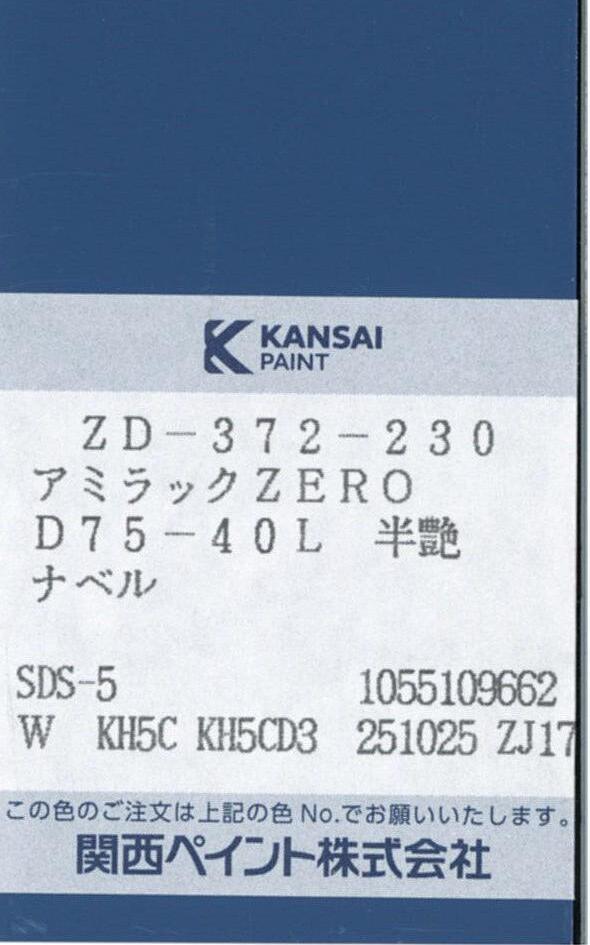 KANSAI
PAINT
ZD-372-230
アミラックZERO
D75-40L 半艶
ナベル
SDS-5 1055109662
W KH5C KH5CD3 251025 ZJ17
この色のご注文は上記の色 No.でお願いいたします。
関西ペイント株式会社